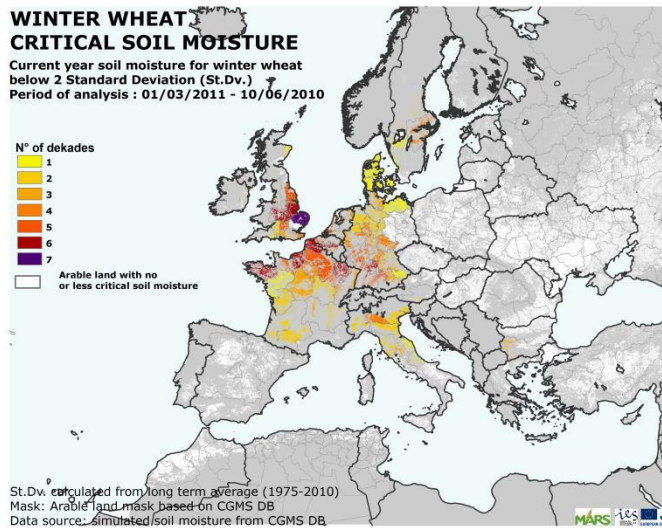 WINTER WHEAT
CRITICAL SOIL MOISTURE
Current year soil moisture for winter wheat
below 2 Standard Deviation (St.Dv.)
Period of analysis : 01/03/2011 - 10/06/2010
N° of dekades
1
2
3
4
5
6
7
Arable land with no
or less critical soil moisture
St.Dv. calculated from long term average (1975-2010)
Mask: Arable land mask based on CGMS DB
Data source: simulated soil moisture from CGMS DB
MARS ies